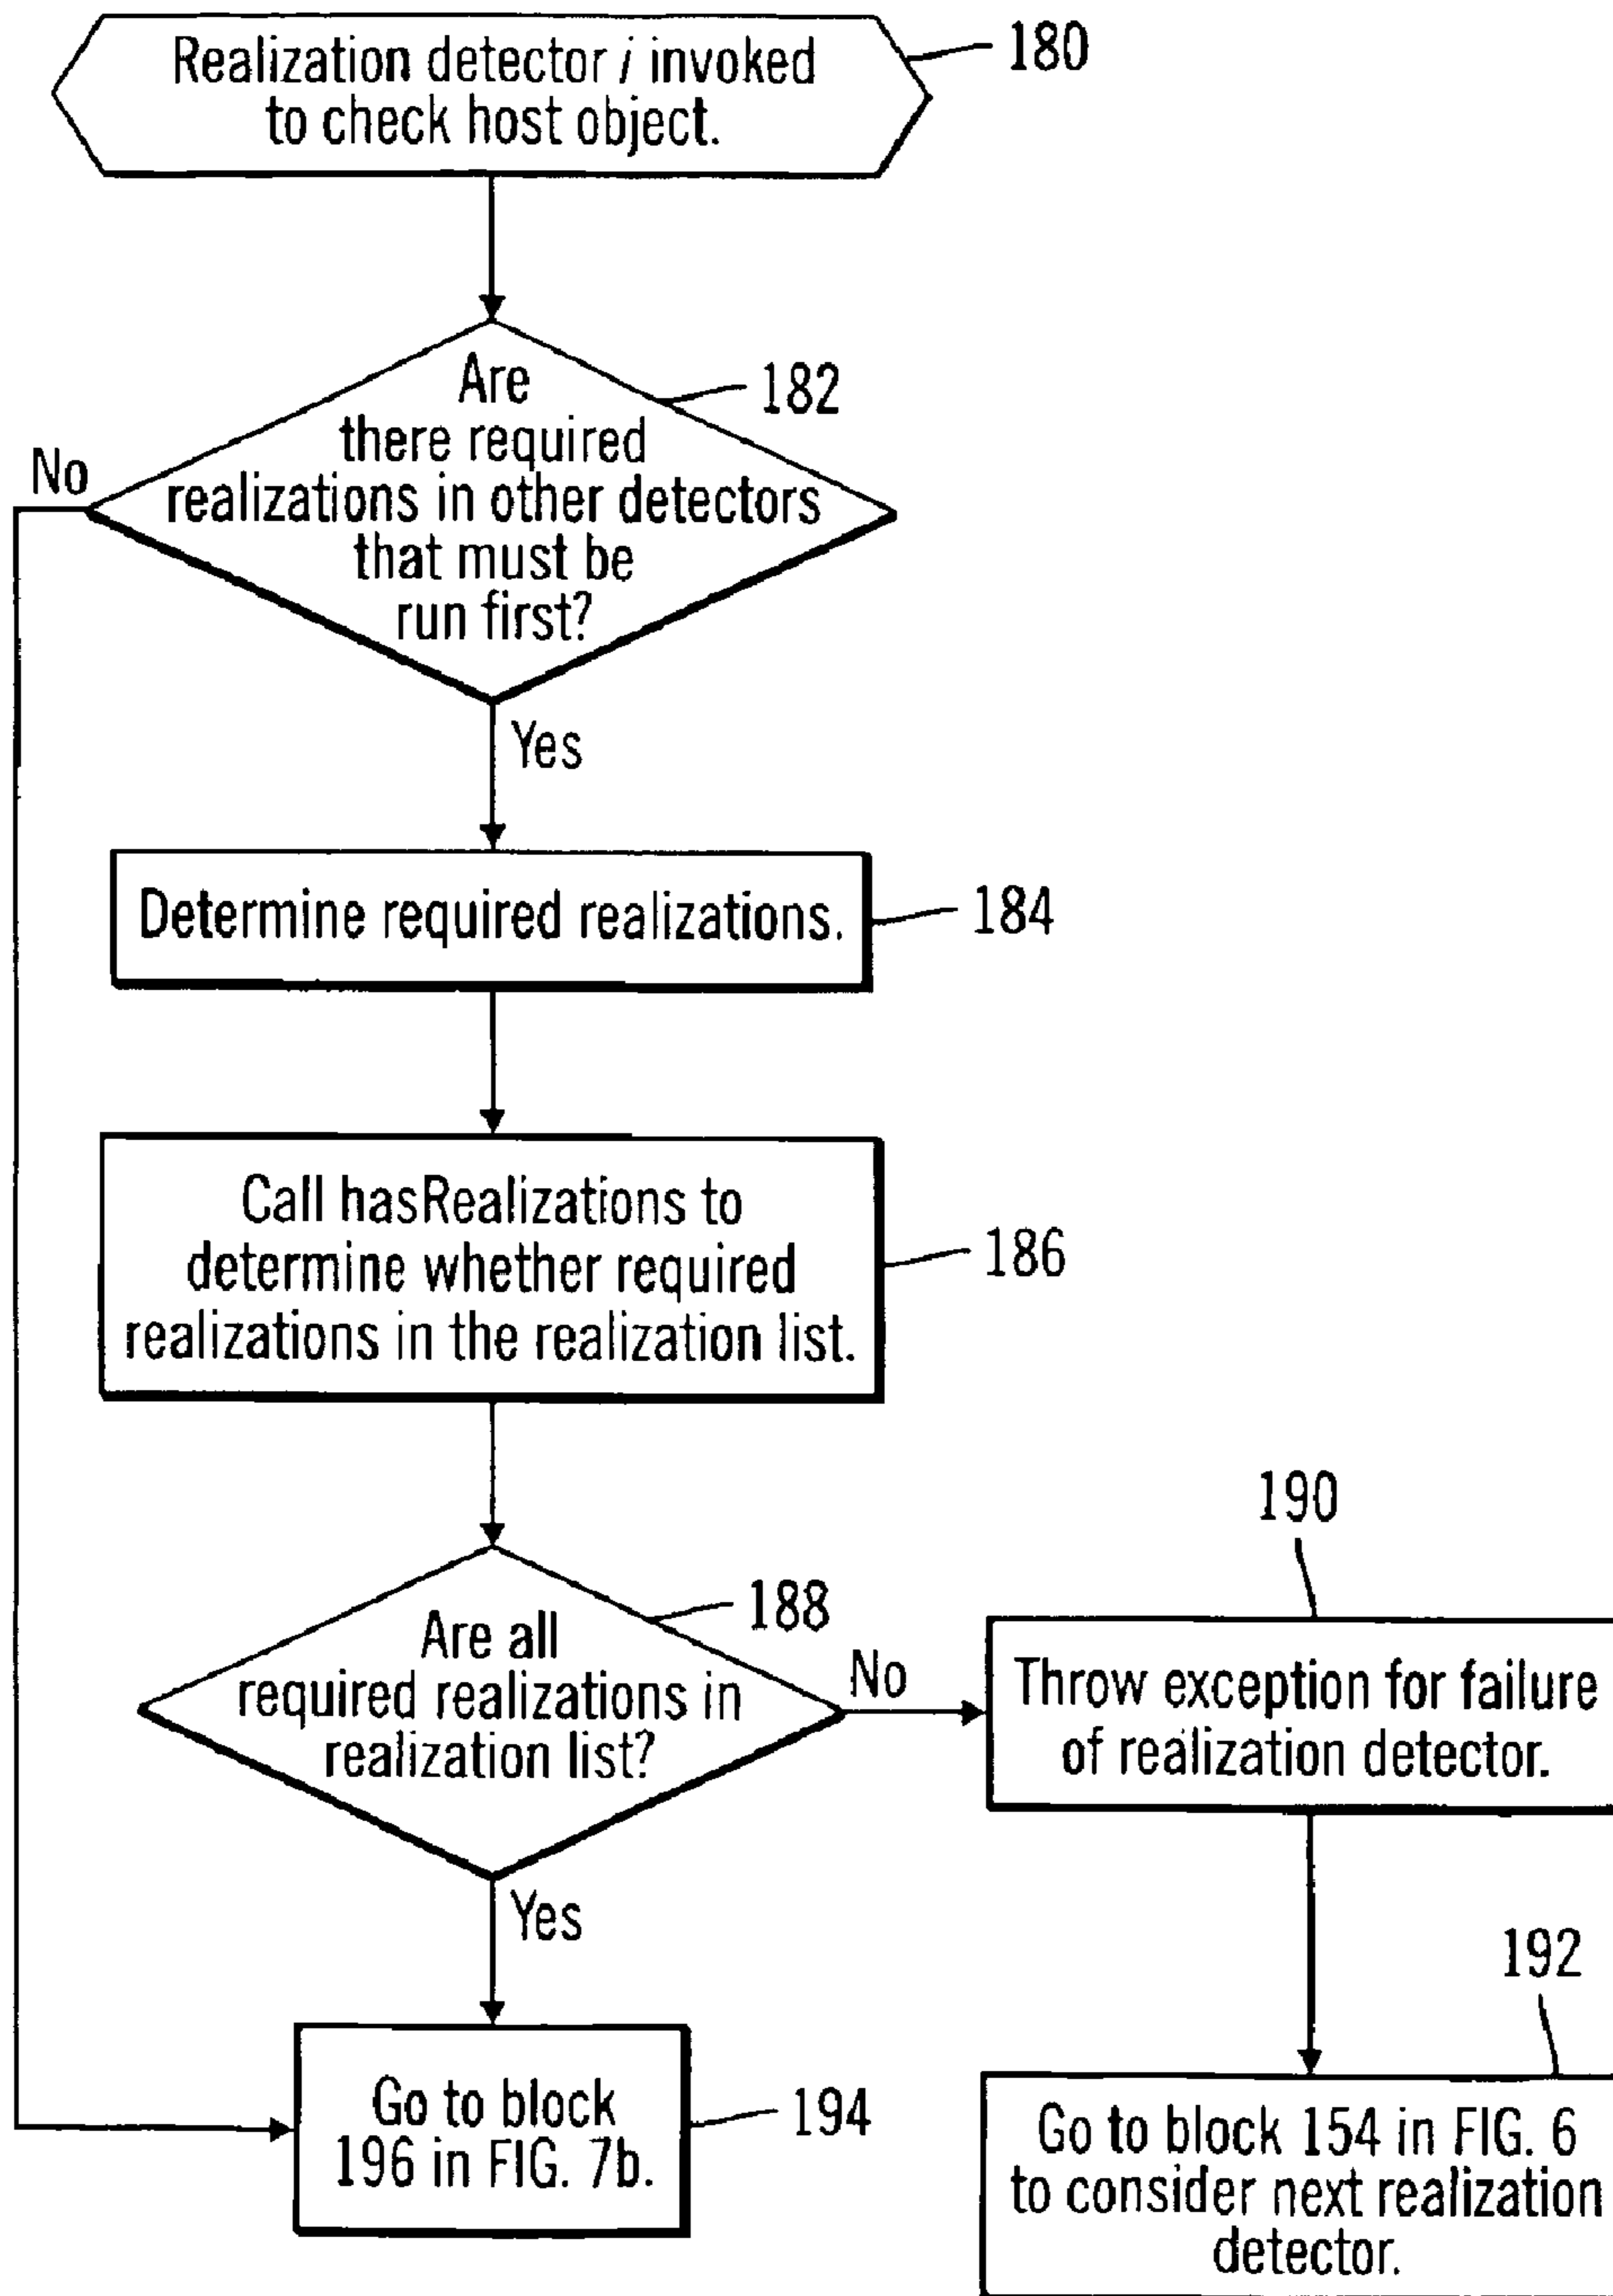 Realization detector i invoked
to check host object.
180
Are
there required
realizations in other detectors
that must be
run first?
182
No
Yes
Determine required realizations.
184
Call hasRealizations to
determine whether required
realizations in the realization list.
186
Are all
required realizations in
realization list?
188
No
190
Throw exception for failure
of realization detector.
Yes
192
Go to block
196 in FIG. 7b.
194
Go to block 154 in FIG. 6
to consider next realization
detector.